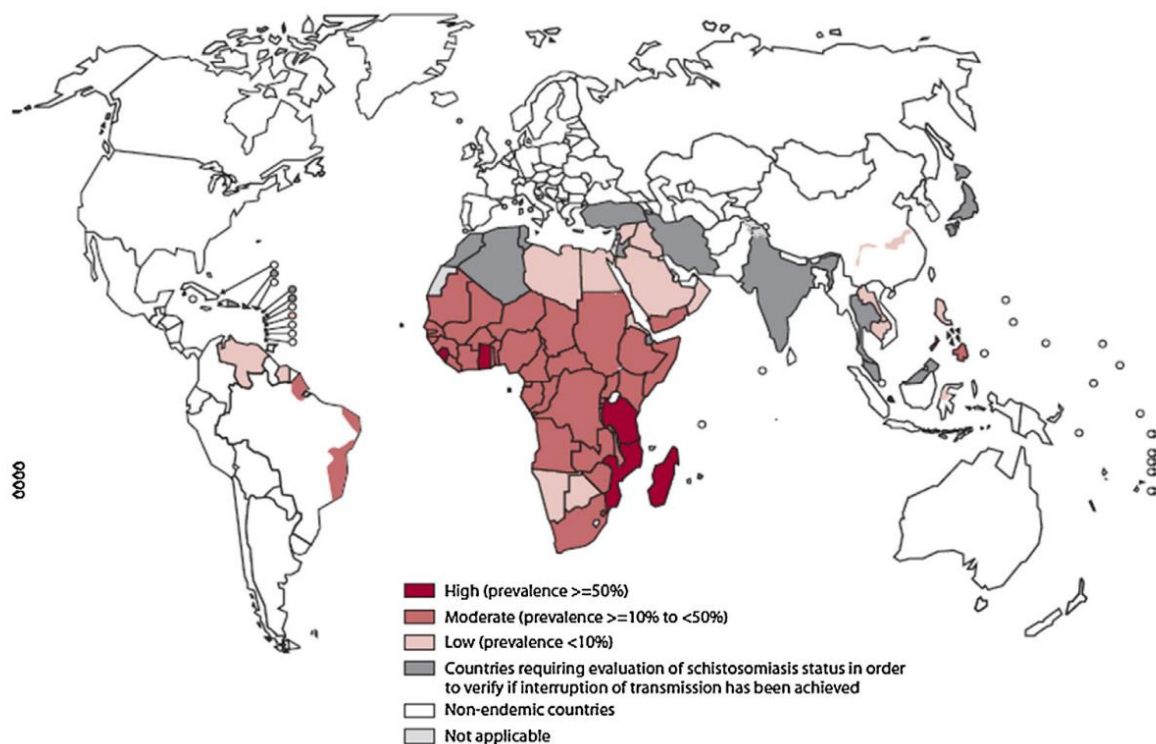 High (prevalence >=50%)
Moderate (prevalence >=10% to <50%)
Low (prevalence <10%)
Countries requiring evaluation of schistosomiasis status in order
to verify if interruption of transmission has been achieved
Non-endemic countries
Not applicable